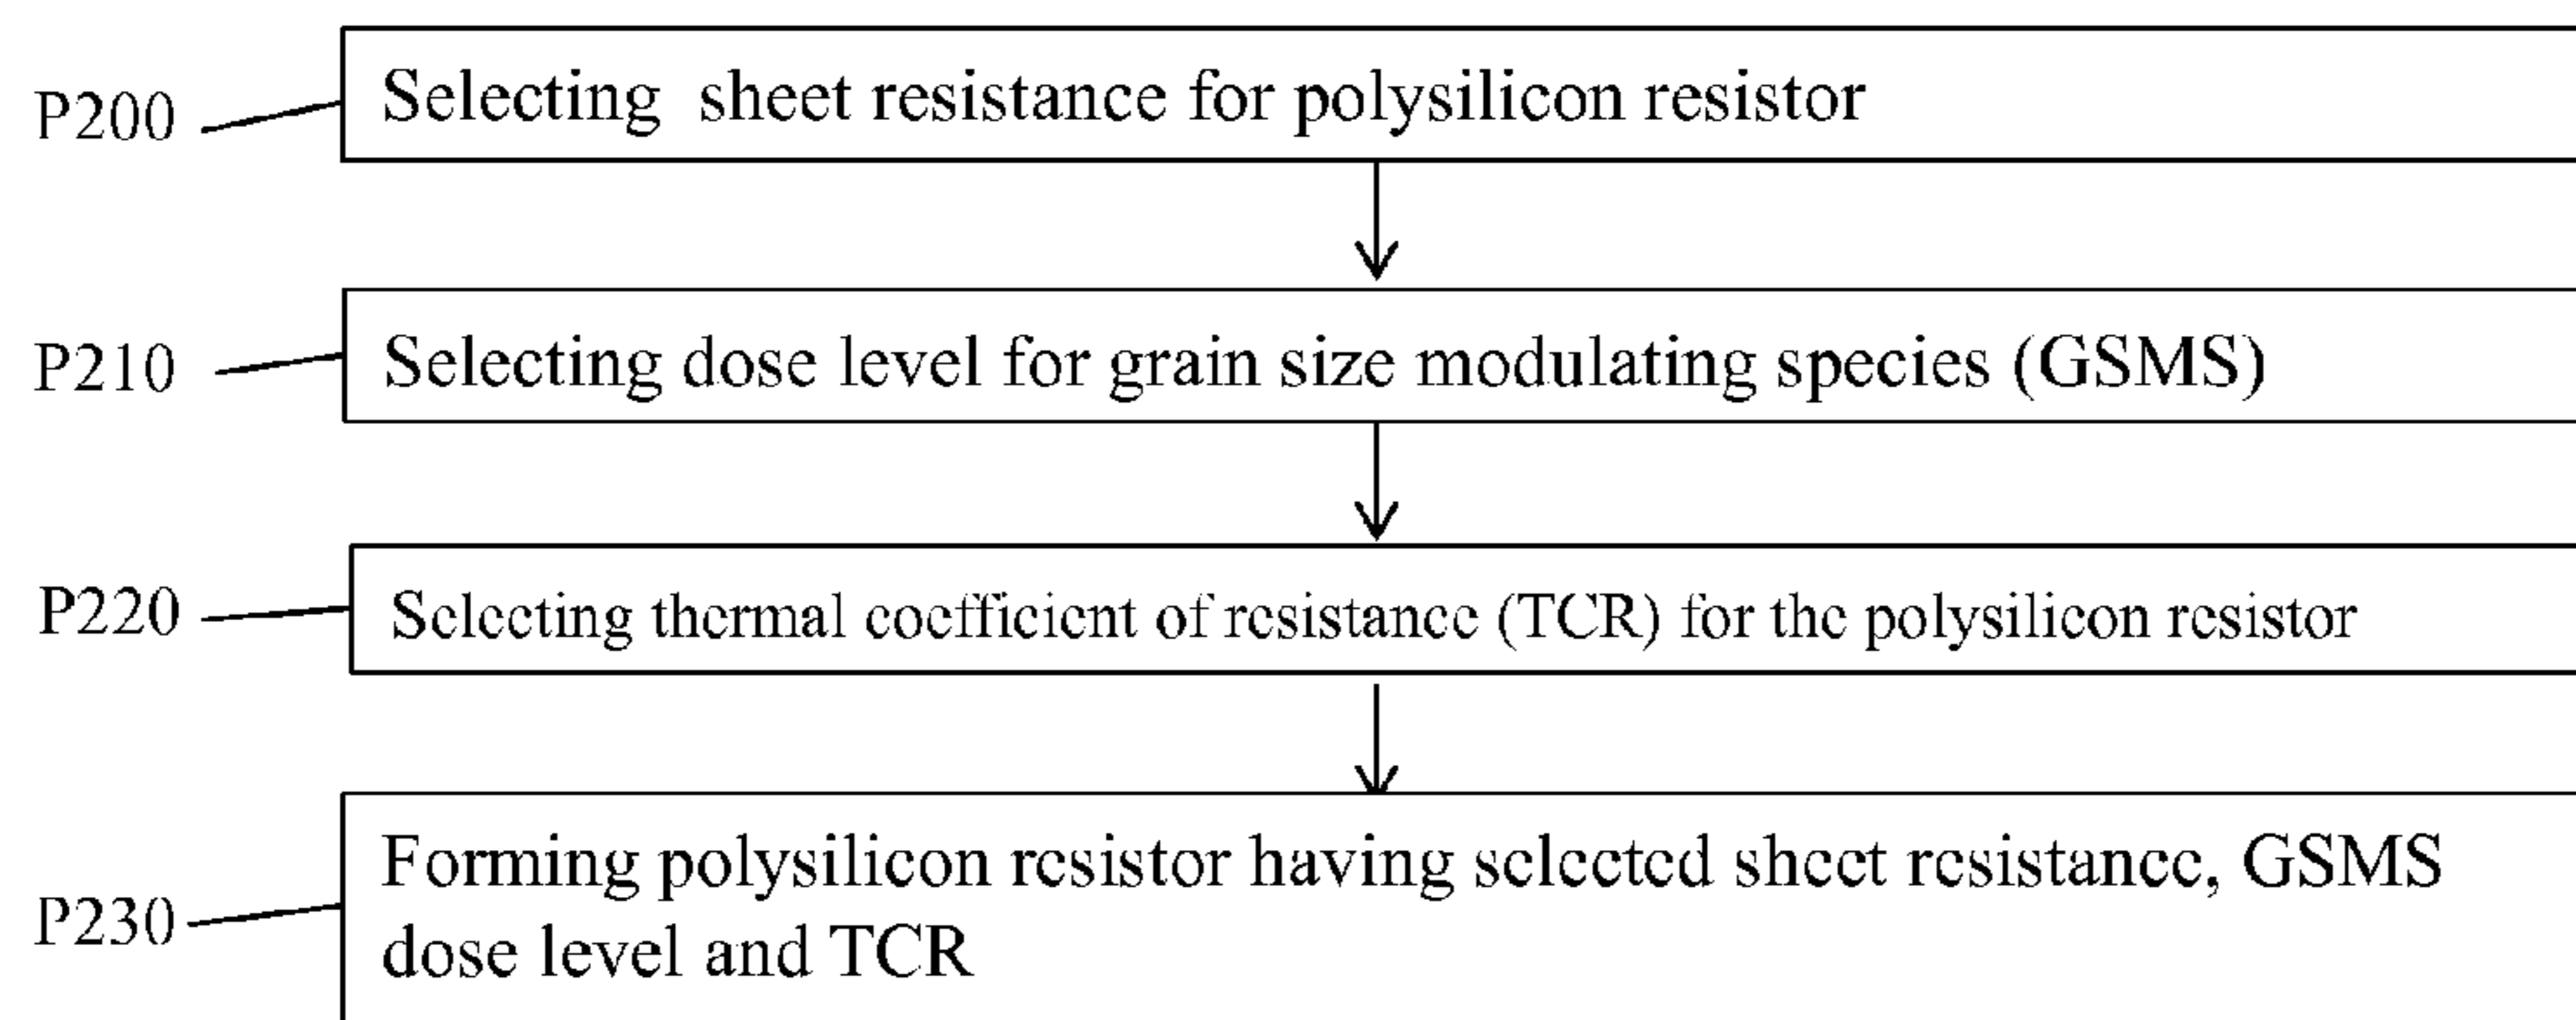 P200 Selecting sheet resistance for polysilicon resistor
P210 Selecting dose level for grain size modulating species (GSMS)
P220 Selecting thermal coefficient of resistance (TCR) for the polysilicon resistor
P230 Forming polysilicon resistor having selected sheet resistance, GSMS
dose level and TCR